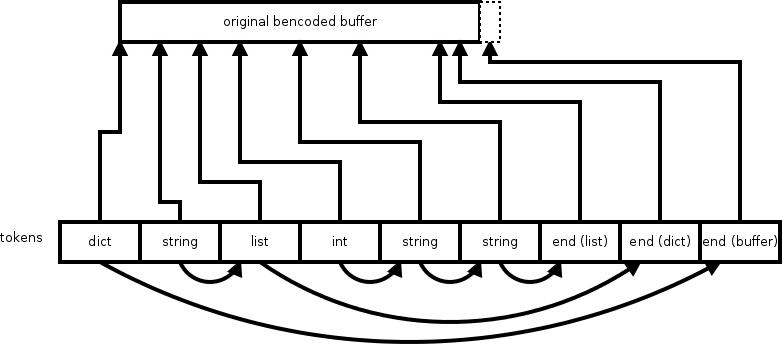 original bencoded buffer
tokens
dict
string
list
int
string
string
end (list)
end (dict)
end (buffer)